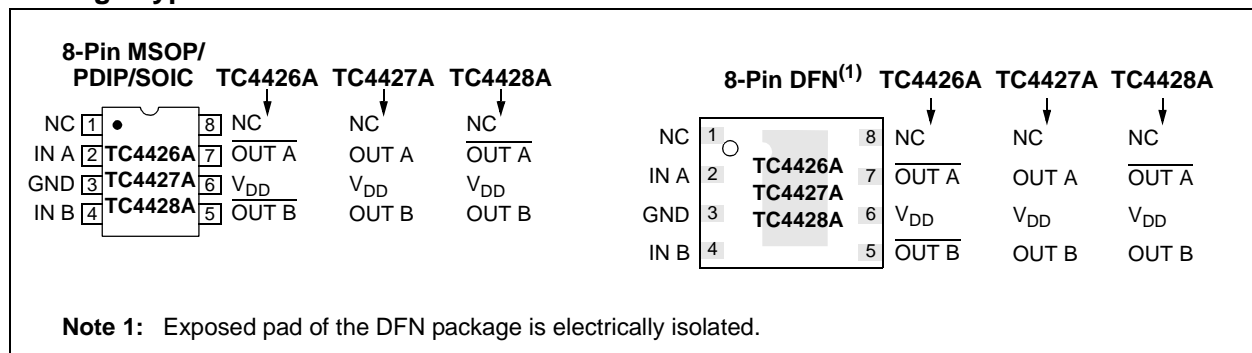 8-Pin MSOP/
PDIP/SOIC TC4426A TC4427A TC4428A
NC 1 8 NC NC NC
IN A 2 TC4426A 7 OUT A OUT A OUT A
GND 3 TC4427A 6 VDD VDD VDD
IN B 4 TC4428A 5 OUT B OUT B OUT B
8-Pin DFN(1) TC4426A TC4427A TC4428A
NC 1 8 NC NC NC
IN A 2 TC4426A 7 OUT A OUT A OUT A
TC4427A
GND 3 TC4428A 6 VDD VDD VDD
IN B 4 5 OUT B OUT B OUT B
Note 1: Exposed pad of the DFN package is electrically isolated.